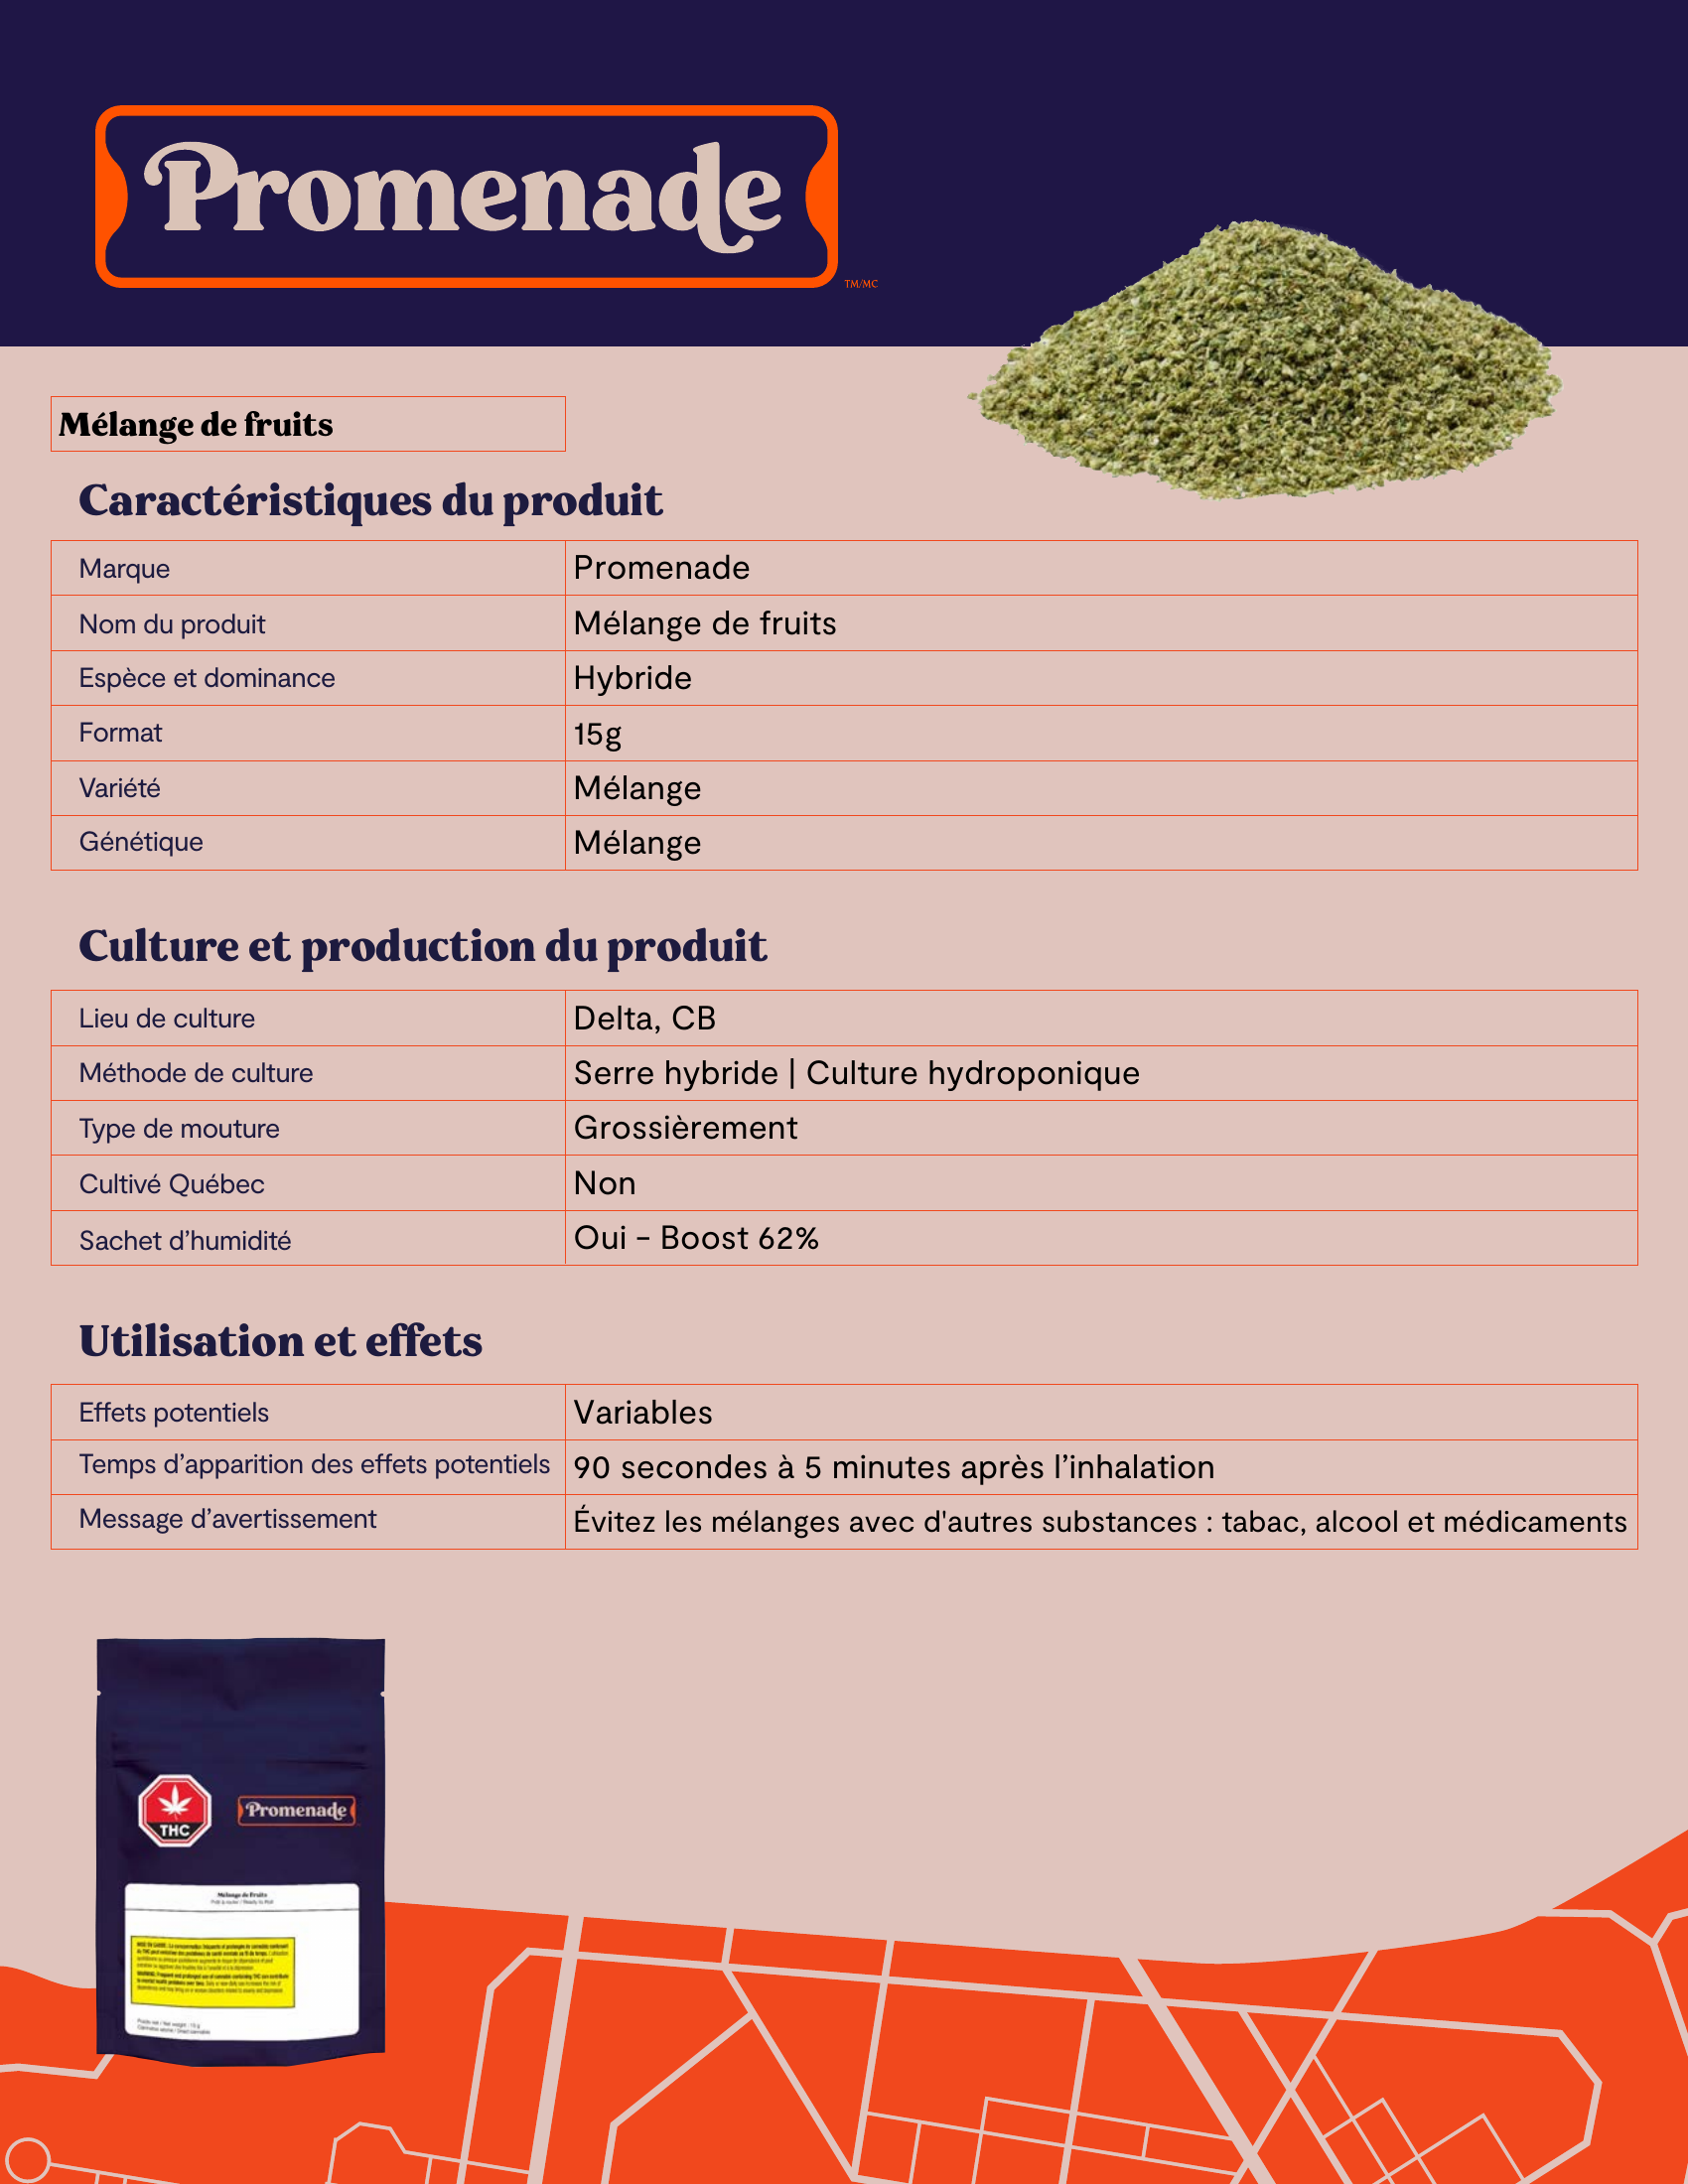 Promenade
TM/MC
Mélange de fruits
Caractéristiques du produit
Marque Promenade
Nom du produit Mélange de fruits
Espèce et dominance Hybride
Format 15g
Variété Mélange
Génétique Mélange
Culture et production du produit
Lieu de culture Delta, CB
Méthode de culture Serre hybride | Culture hydroponique
Type de mouture Grossièrement
Cultivé Québec Non
Sachet d’humidité Oui - Boost 62%
Utilisation et effets
Effets potentiels Variables
Temps d’apparition des effets potentiels 90 secondes à 5 minutes après l’inhalation
Message d’avertissement Évitez les mélanges avec d'autres substances : tabac, alcool et médicaments
THC
Promenade
Mélange de Fruits